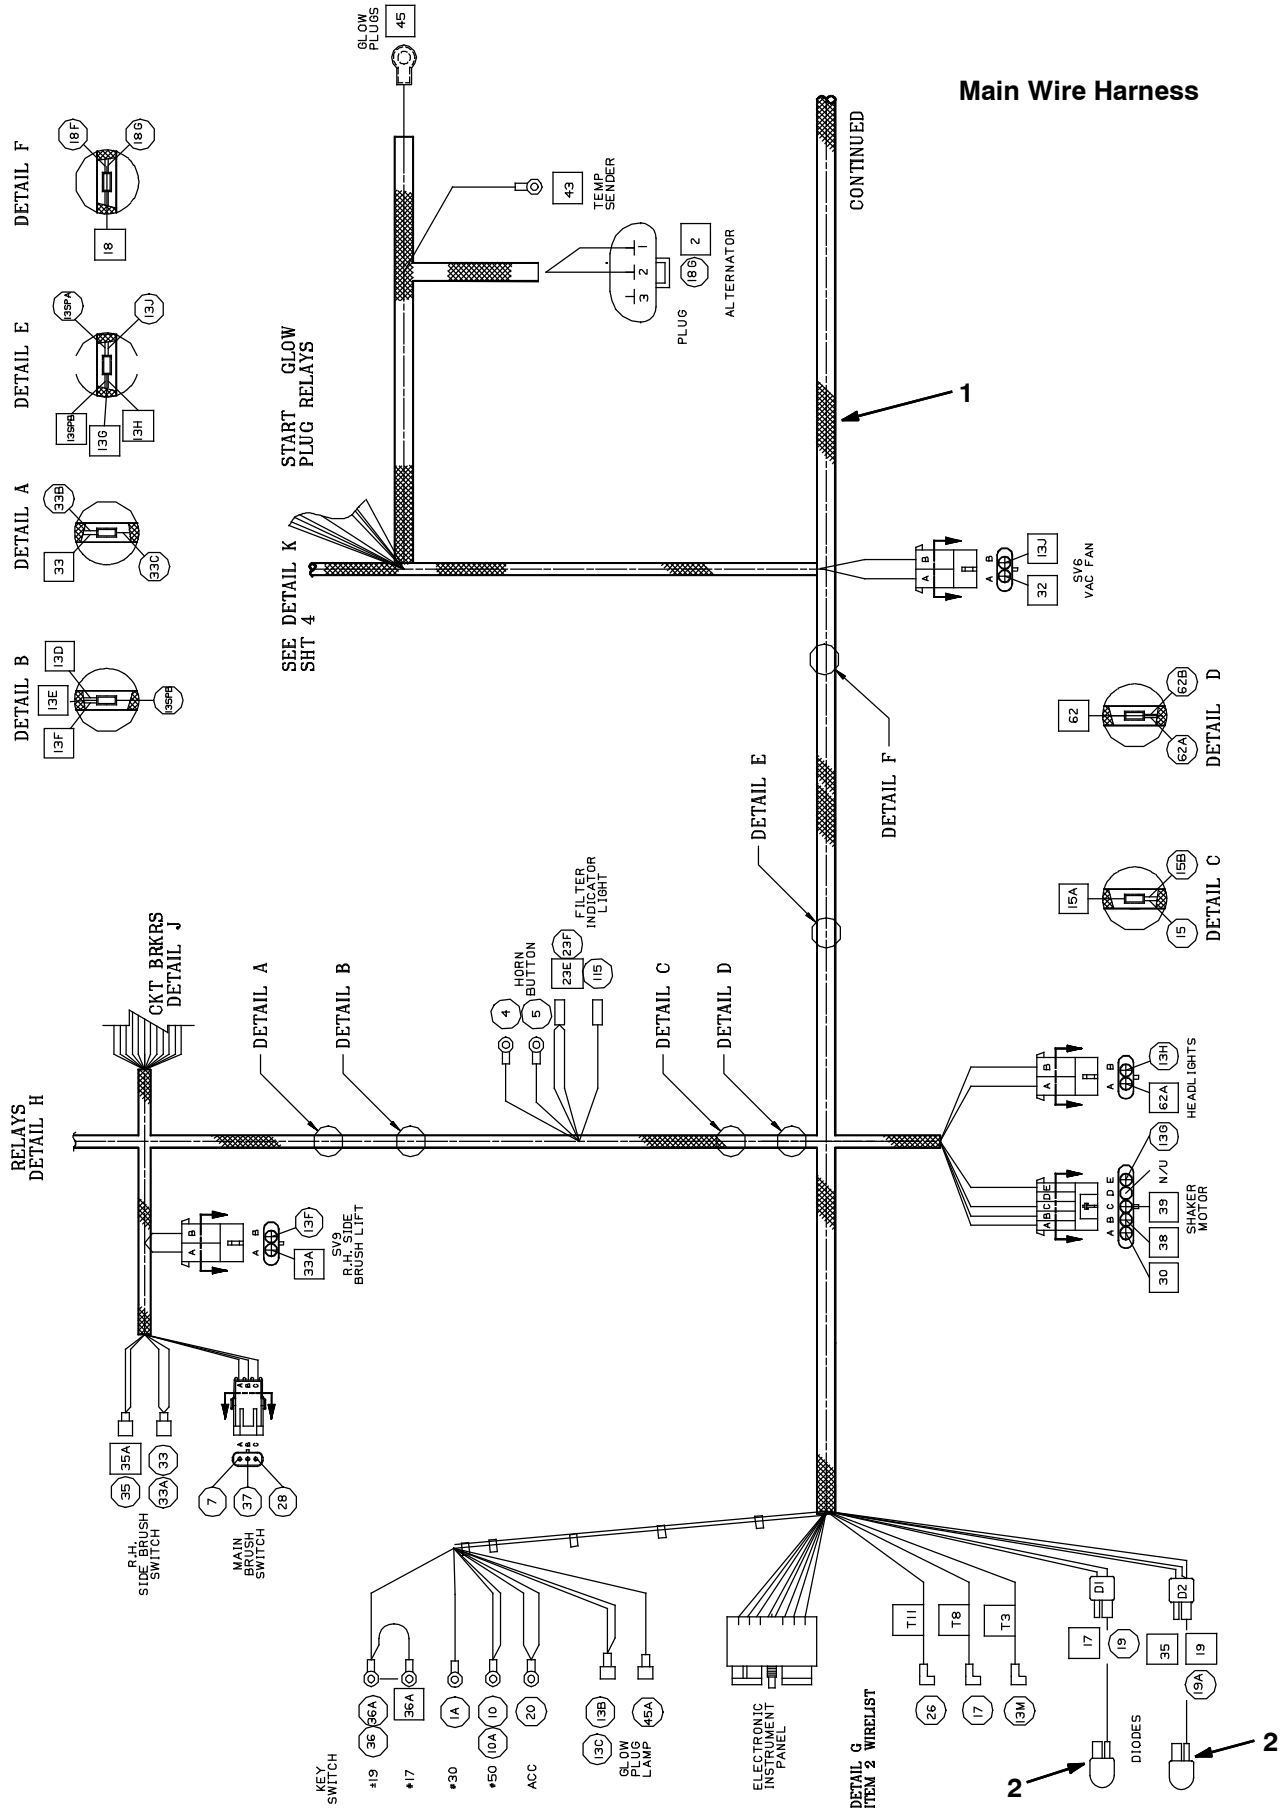 Main Wire Harness
GLOW
PLUGS
45
DETAIL F
18F
18G
18
43
TEMP
SENDER
1
2
3
18G
2
PLUG
ALTERNATOR
CONTINUED
DETAIL E
13SPA
13J
13SPB
13G
13H
START GLOW
PLUG RELAYS
1
DETAIL A
33B
33
33C
SEE DETAIL K
SHT 4
A B
A B
32
13J
SV6
VAC FAN
DETAIL B
13D
13E
13F
13SPB
DETAIL F
DETAIL E
62
62B
62A
DETAIL D
15A
15B
15
DETAIL C
RELAYS
DETAIL H
CKT BRKRS
DETAIL J
DETAIL A
DETAIL B
4
5
HORN
BUTTON
23E
23F
115
FILTER
INDICATOR
LIGHT
DETAIL C
DETAIL D
A B
A B
62A
13H
HEADLIGHTS
A B C D E
A B C D E
30
38
39
N/U
13G
SHAKER
MOTOR
A B
A B
33A
13F
SV9
R.H. SIDE
BRUSH LIFT
35
35A
33A
33
R.H.
SIDE BRUSH
SWITCH
A
B
C
A
B
C
7
37
28
MAIN
BRUSH
SWITCH
KEY
SWITCH
±19
36
36A
#17
36A
#30
1A
#50
10A
10
ACC
20
13C
13B
GLOW
PLUG
LAMP
45A
ELECTRONIC
INSTRUMENT
PANEL
DETAIL G
ITEM 2 WIRELIST
T11
26
T8
17
T3
13M
D1
17
19
D2
35
19
19A
DIODES
2
2